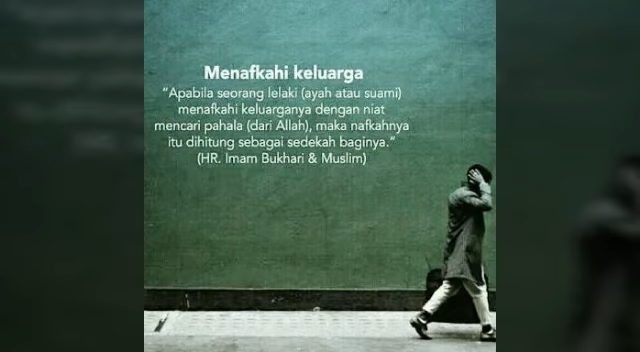 Menafkahi keluarga
“Apabila seorang lelaki (ayah atau suami)
menafkahi keluarganya dengan niat
mencari pahala (dari Allah), maka nafkahnya
itu dihitung sebagai sedekah baginya.”
(HR. Imam Bukhari & Muslim)